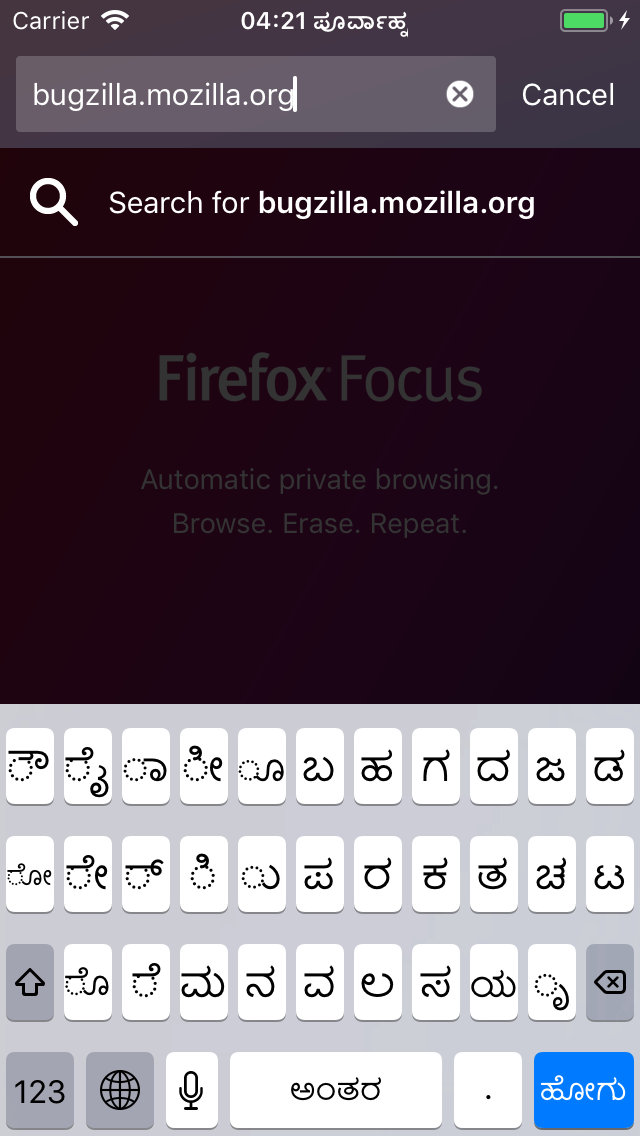 Carrier 04:21 ಪೂರ್ವಾಹ್ನ
bugzilla.mozilla.org Cancel
Search for bugzilla.mozilla.org
Firefox Focus
Automatic private browsing.
Browse. Erase. Repeat.
ೌ ೈ ಾ ೀ ೂ ಬ ಹ ಗ ದ ಜ ಡ
ೋ ೇ ್ ಿ ು ಪ ರ ಕ ತ ಚ ಟ
ೊ ೆ ಮ ನ ವ ಲ ಸ ಯ ೃ
123 ಅಂತರ . ಹೋಗು